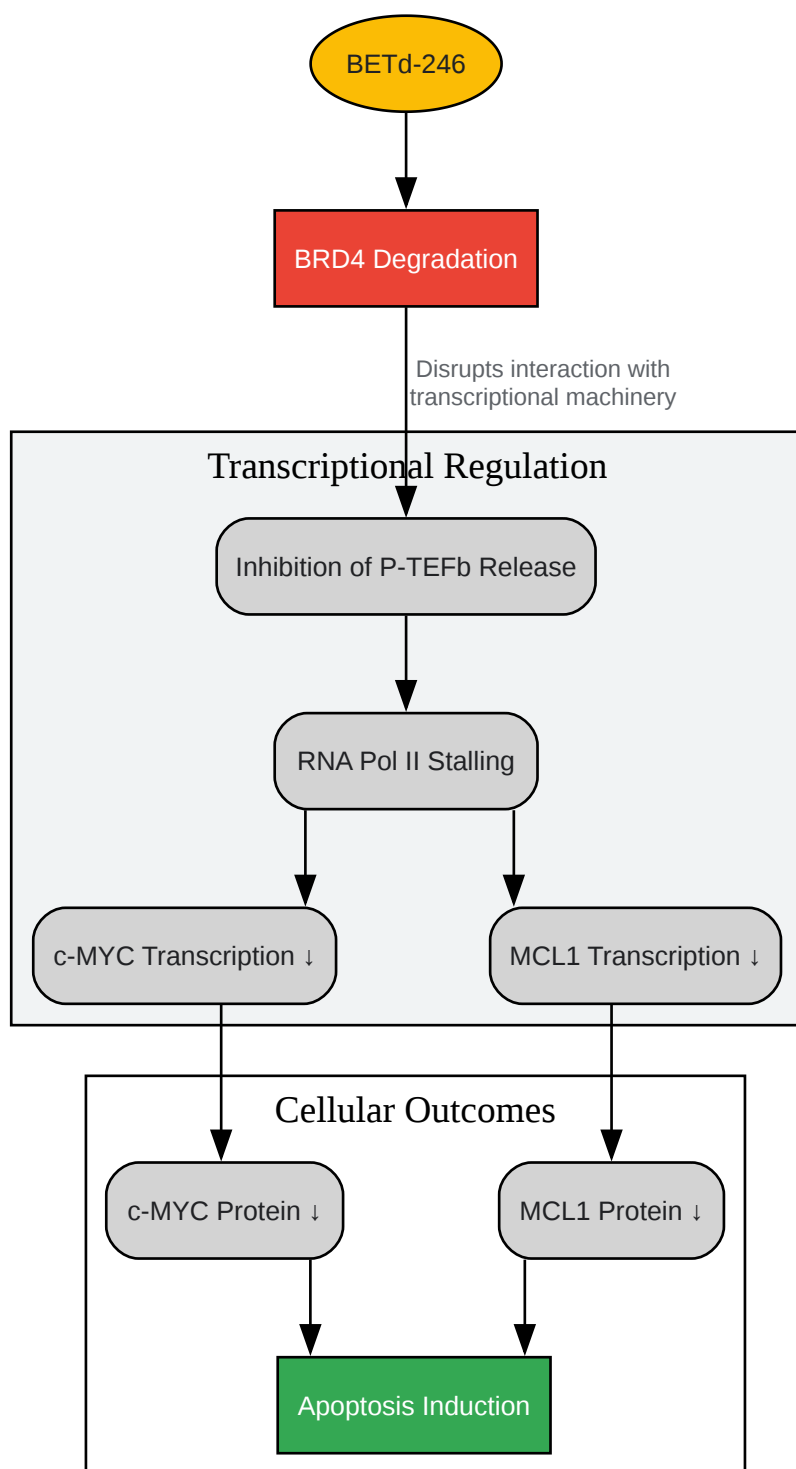 BETd-246
BRD4 Degradation
Disrupts interaction with
transcriptional machinery
Transcriptional Regulation
Inhibition of P-TEFb Release
RNA Pol II Stalling
c-MYC Transcription ↓
MCL1 Transcription ↓
Cellular Outcomes
c-MYC Protein ↓
MCL1 Protein ↓
Apoptosis Induction